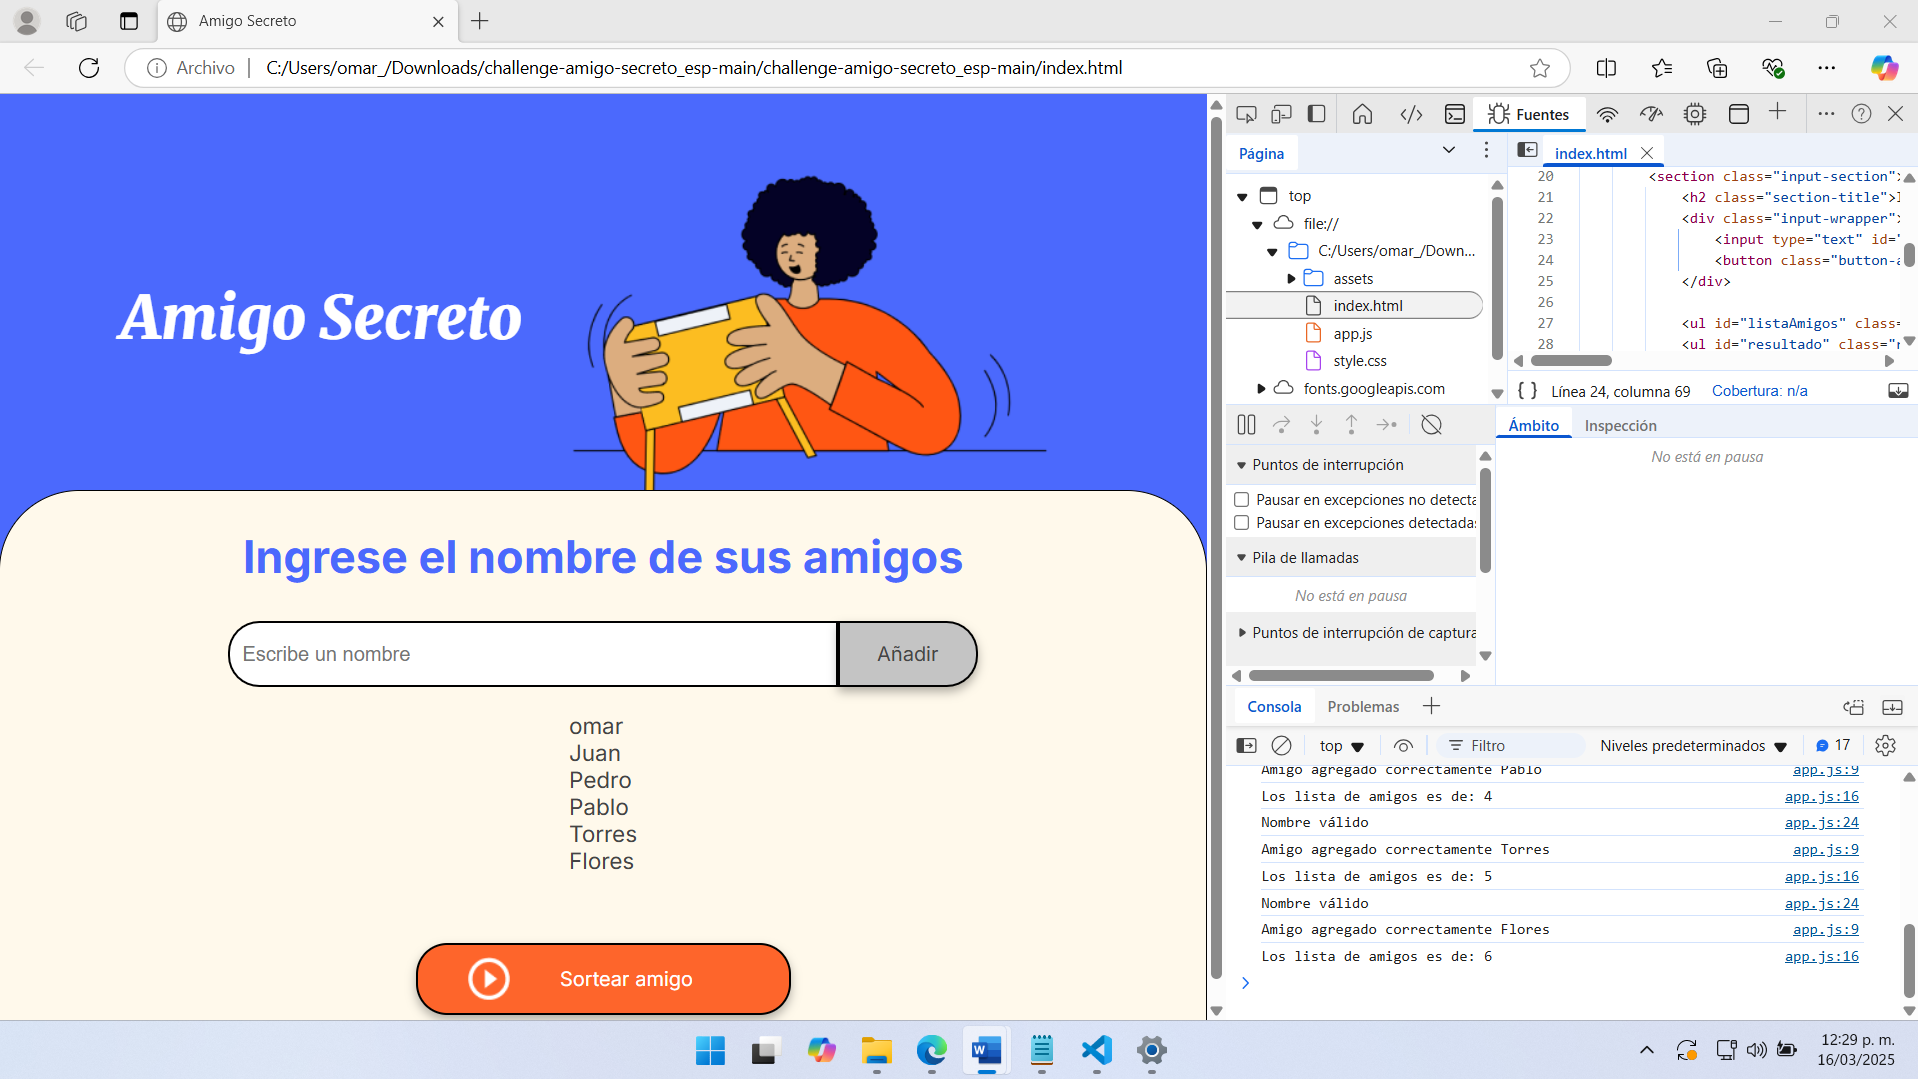 Amigo Secreto
Archivo
C:/Users/omar_/Downloads/challenge-amigo-secreto_esp-main/challenge-amigo-secreto_esp-main/index.html
Amigo Secreto
Ingrese el nombre de sus amigos
Escribe un nombre
Añadir
omar
Juan
Pedro
Pablo
Torres
Flores
Sortear amigo
Fuentes
Página
top
file://
C:/Users/omar_/Down...
assets
index.html
app.js
style.css
fonts.googleapis.com
index.html
20 <section class="input-section">
21 <h2 class="section-title">
22 <div class="input-wrapper">
23 <input type="text" id="
24 <button class="button-a
25 </div>
26
27 <ul id="listaAmigos" class=
28 <ul id="resultado" class="r
{ } Línea 24, columna 69 Cobertura: n/a
Puntos de interrupción
Pausar en excepciones no detecta
Pausar en excepciones detectadas
Pila de llamadas
No está en pausa
Puntos de interrupción de captura
Ámbito Inspección
No está en pausa
Consola Problemas
top Filtro Niveles predeterminados 17
Amigo agregado correctamente Pablo app.js:9
Los lista de amigos es de: 4 app.js:16
Nombre válido app.js:24
Amigo agregado correctamente Torres app.js:9
Los lista de amigos es de: 5 app.js:16
Nombre válido app.js:24
Amigo agregado correctamente Flores app.js:9
Los lista de amigos es de: 6 app.js:16
12:29 p. m.
16/03/2025